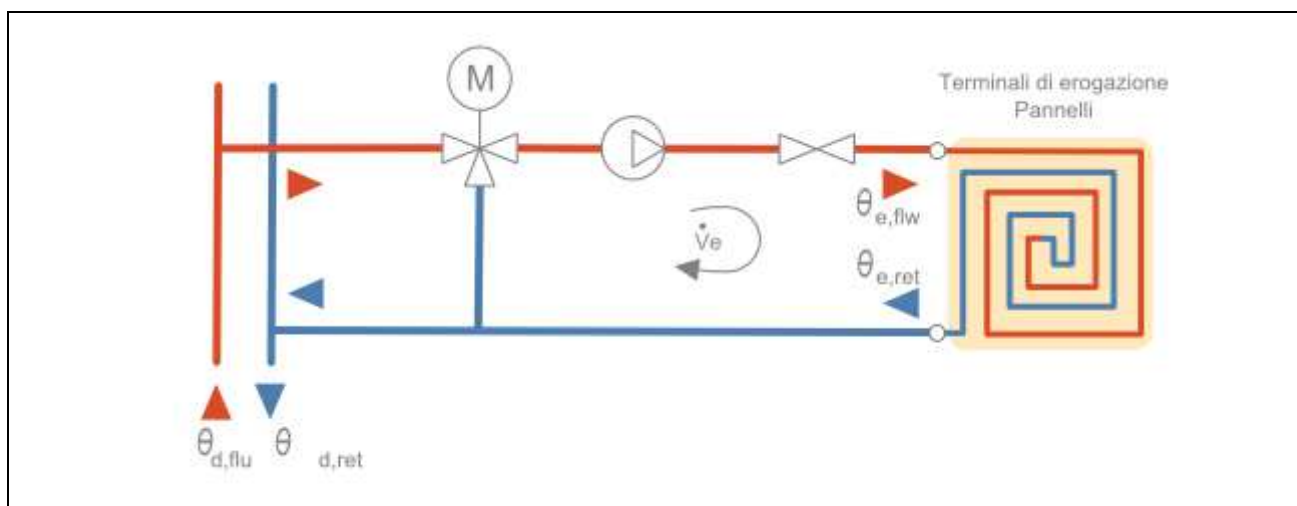 M
Terminali di erogazione
Pannelli
θe,flw
V̇e
θe,ret
θd,flu θ d,ret